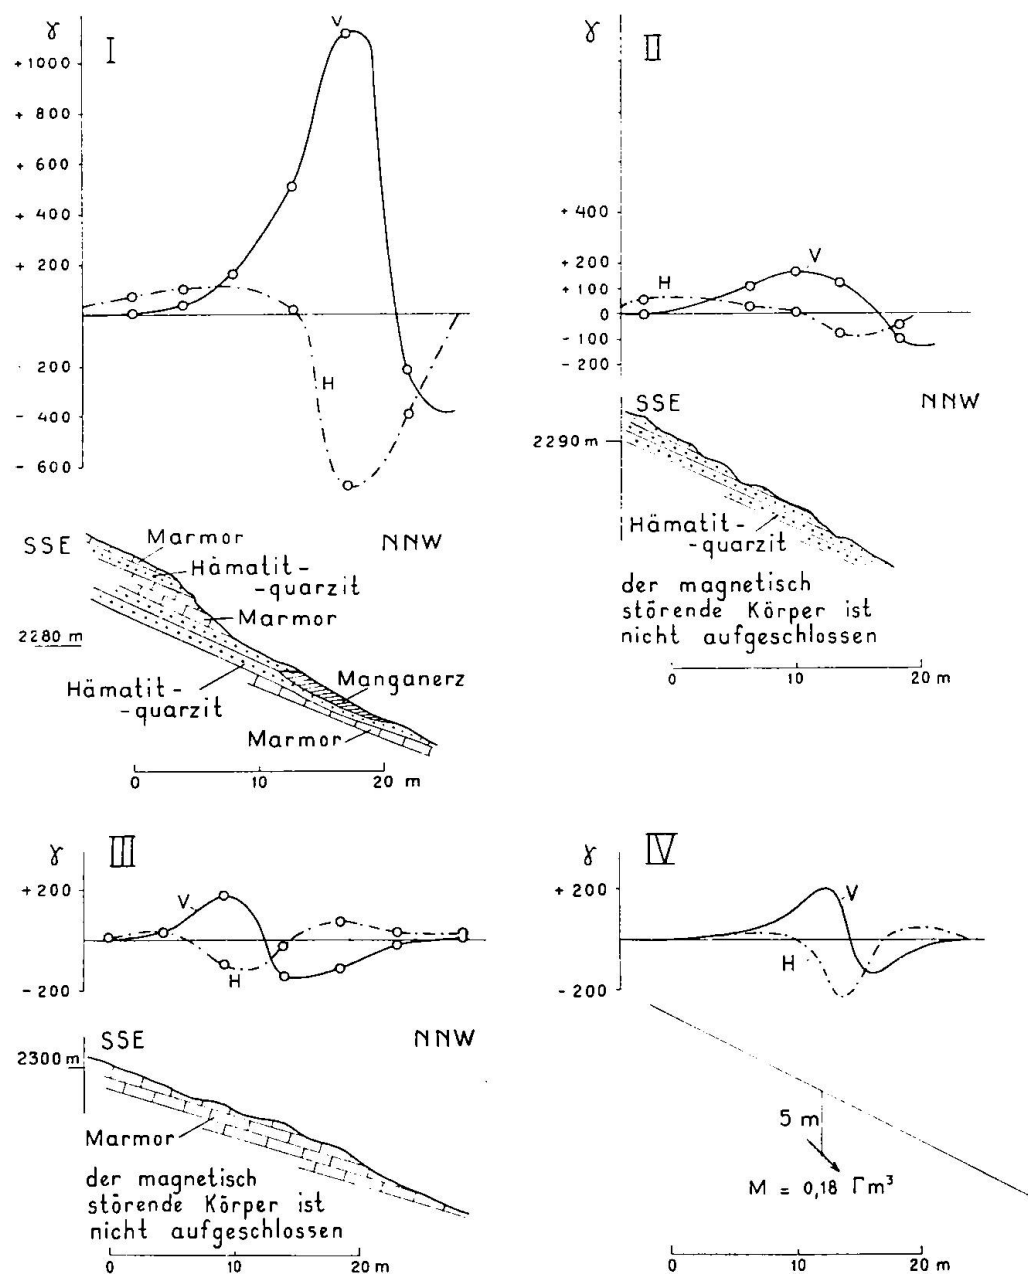 γ
I
V
+1000
+ 800
+ 600
+ 400
+ 200
- 200
H
- 400
- 600
SSE
NNW
Marmor
Hämatit-
-quarzit
Marmor
2280 m
Manganerz
Hämatit-
-quarzit
Marmor
0 10 20 m
γ
II
+ 400
+ 200
V
+ 100
H
0
- 100
- 200
SSE
NNW
2290 m
Hämatit-
-quarzit
der magnetisch
störende Körper ist
nicht aufgeschlossen
0 10 20 m
γ
III
+ 200
V
H
- 200
SSE
NNW
2300 m
Marmor
der magnetisch
störende Körper ist
nicht aufgeschlossen
0 10 20 m
γ
IV
+ 200
V
H
- 200
5 m
M = 0,18 Γm³
0 10 20 m